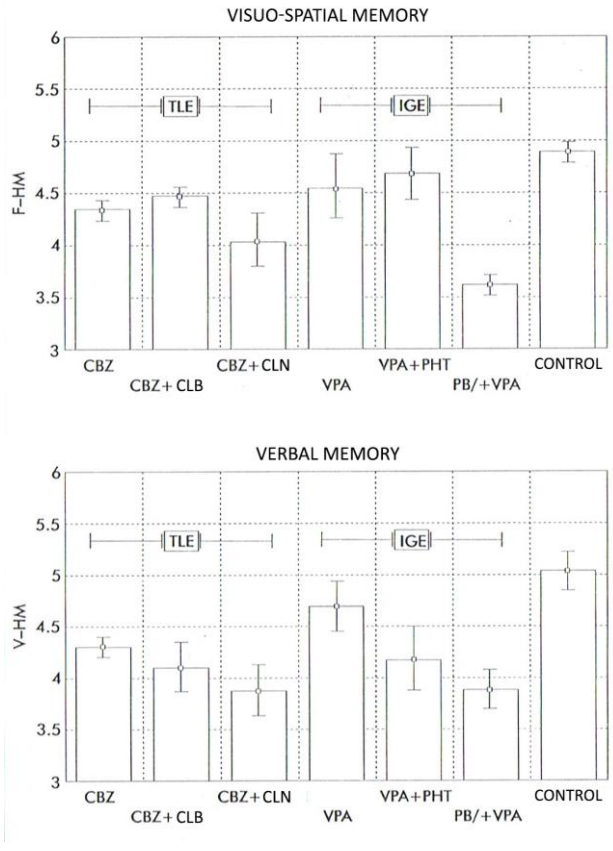 VISUO-SPATIAL MEMORY
6
5.5
5
4.5
4
3.5
3
F-HM
TLE
IGE
CBZ
CBZ+CLB
CBZ+CLN
VPA
VPA+PHT
PB/+VPA
CONTROL
VERBAL MEMORY
6
5.5
5
4.5
4
3.5
3
V-HM
TLE
IGE
CBZ
CBZ+CLB
CBZ+CLN
VPA
VPA+PHT
PB/+VPA
CONTROL